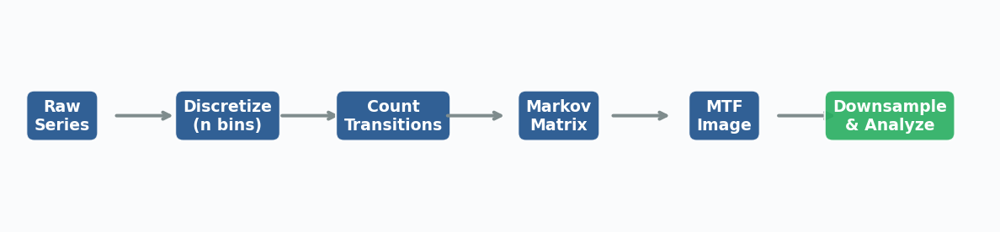 Raw
Series
Discretize
(n bins)
Count
Transitions
Markov
Matrix
MTF
Image
Downsample
& Analyze